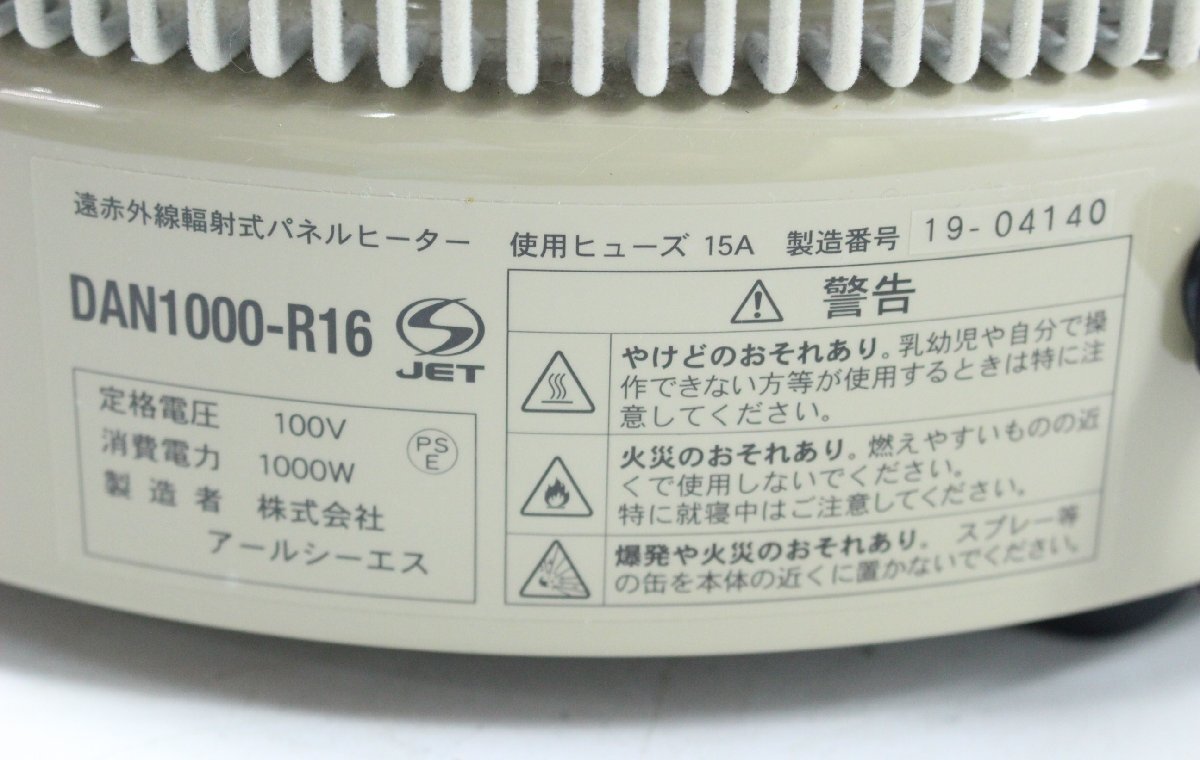 遠赤外線輻射式パネルヒーター
DAN1000-R16
JET
定格電圧 100V
消費電力 1000W
製造者 株式会社
アールシーエス
PS
E
使用ヒューズ 15A 製造番号 19-04140
警告
やけどのおそれあり。乳幼児や自分で操
作できない方等が使用するときは特に注
意してください。
火災のおそれあり。燃えやすいものの近
くで使用しないでください。
特に就寝中はご注意してください。
爆発や火災のおそれあり。 スプレー等
の缶を本体の近くに置かないでください。